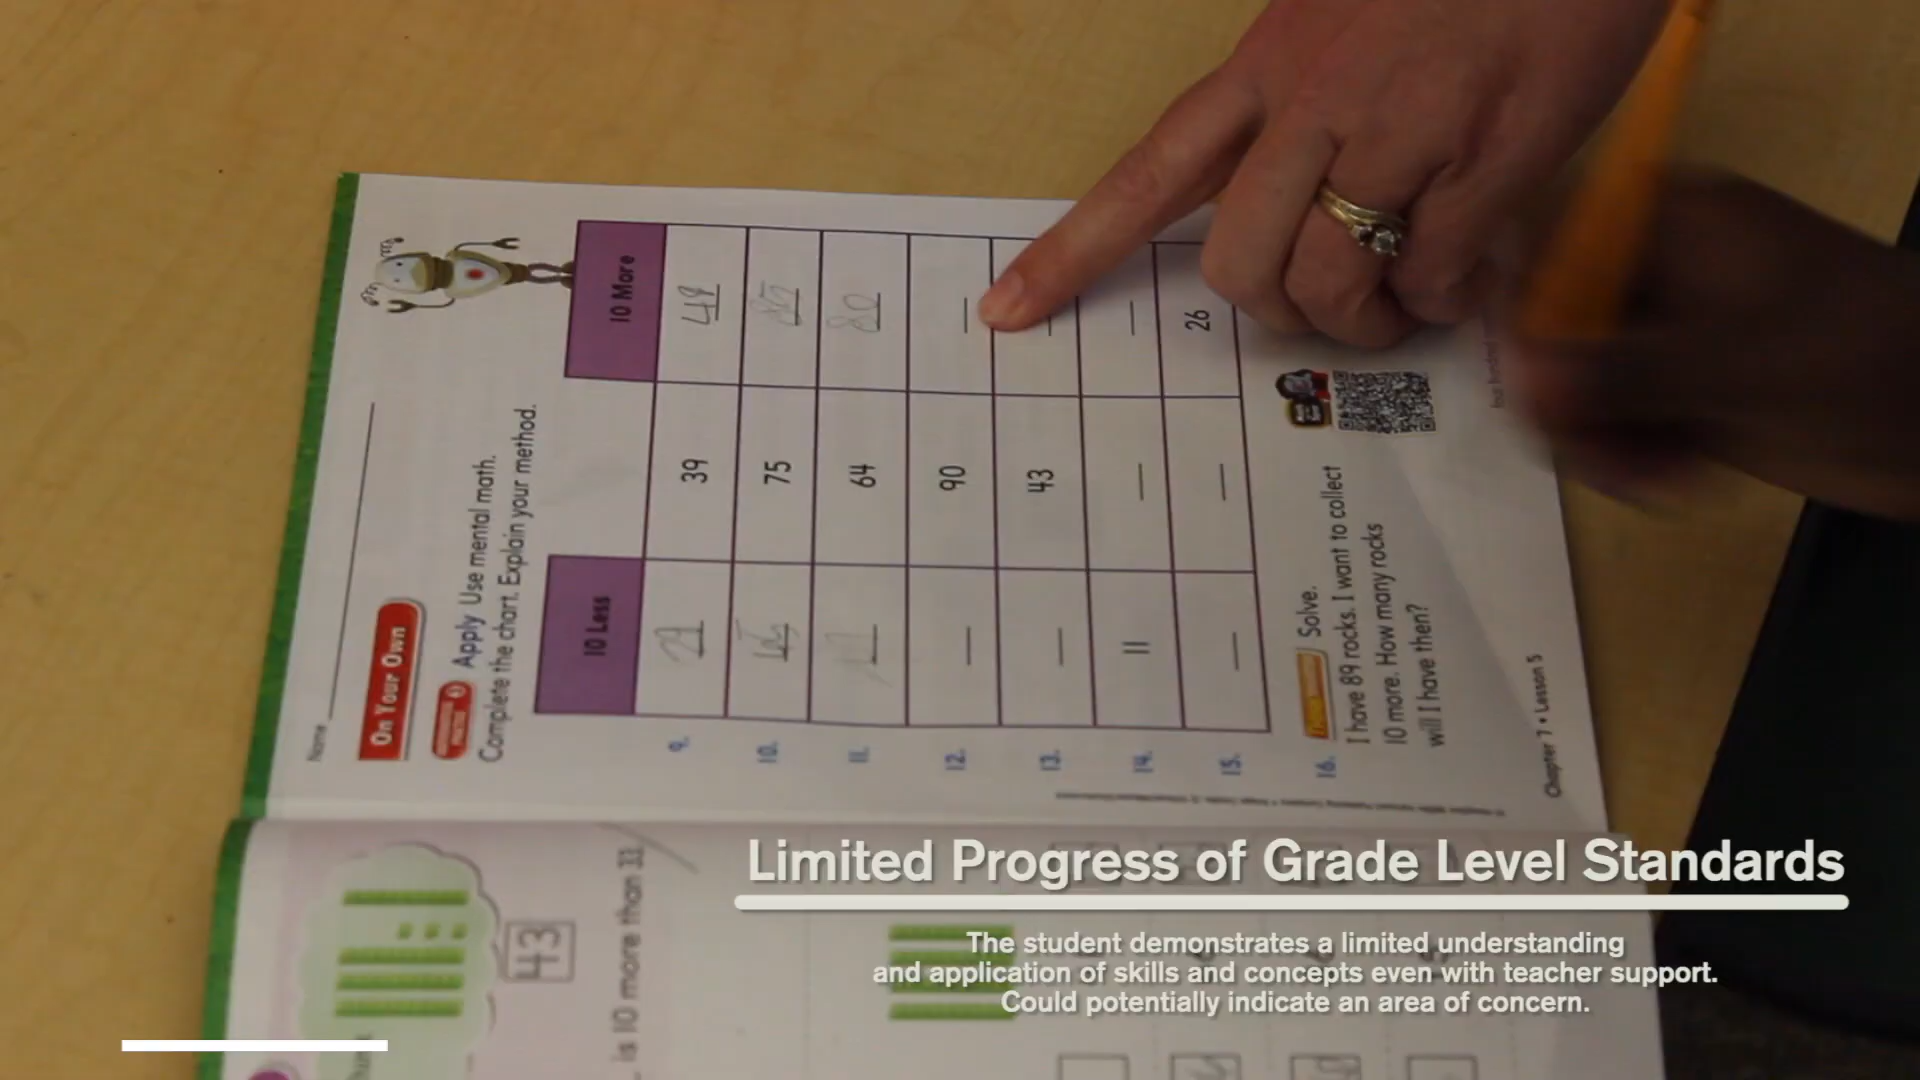 Name
On Your Own
Apply Use mental math.
Complete the chart. Explain your method.
10 Less 10 More
9. 29 39 49
10. 75 85
11. 64 80
12. 90
13. 43
14. 11
15. 26
16. Solve.
I have 89 rocks. I want to collect
10 more. How many rocks
will I have then?
Chapter 7 • Lesson 5
43
is 10 more than 33
Limited Progress of Grade Level Standards
The student demonstrates a limited understanding
and application of skills and concepts even with teacher support.
Could potentially indicate an area of concern.